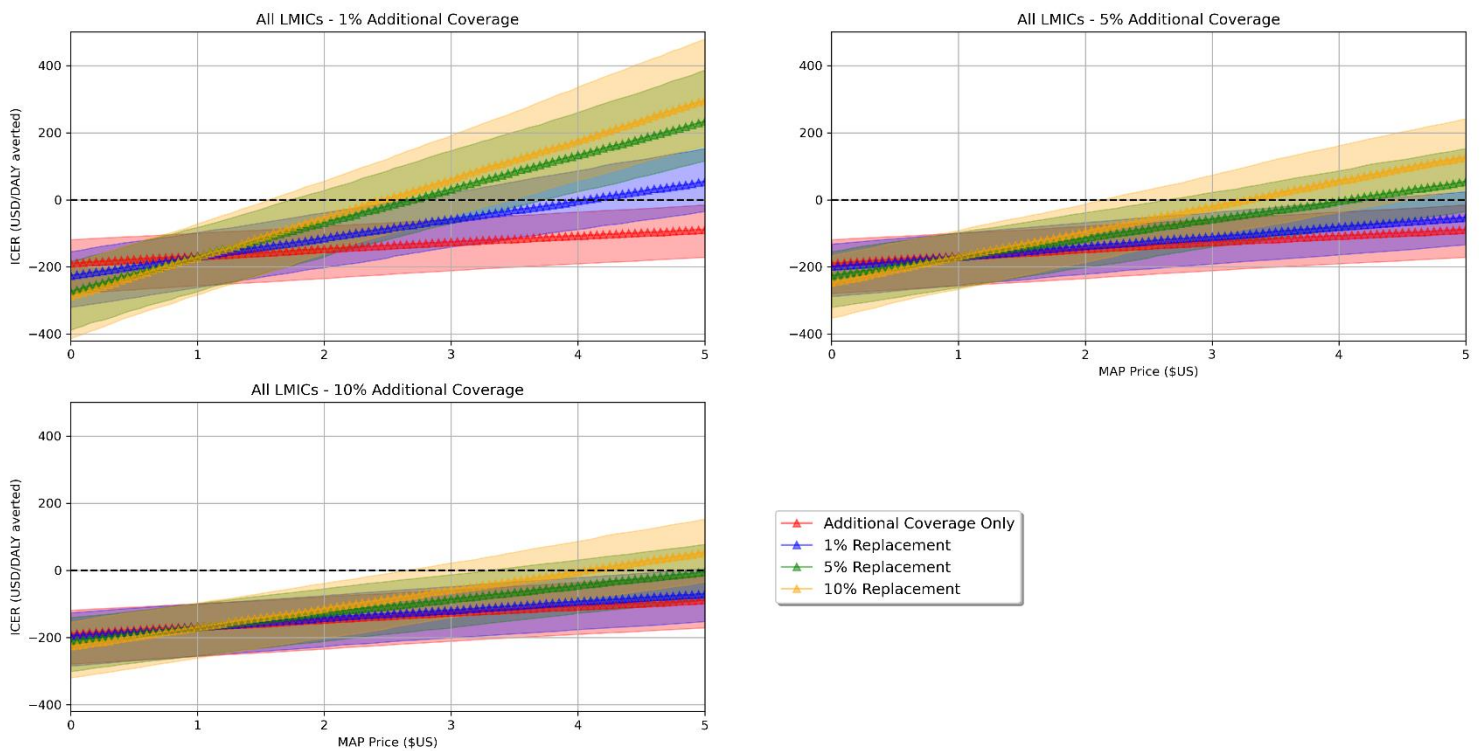 All LMICs - 1% Additional Coverage
ICER (USD/DALY averted)
400
200
0
−200
−400
0 1 2 3 4 5
All LMICs - 5% Additional Coverage
400
200
0
−200
−400
0 1 2 3 4 5
MAP Price ($US)
All LMICs - 10% Additional Coverage
ICER (USD/DALY averted)
400
200
0
−200
−400
0 1 2 3 4 5
MAP Price ($US)
Additional Coverage Only
1% Replacement
5% Replacement
10% Replacement